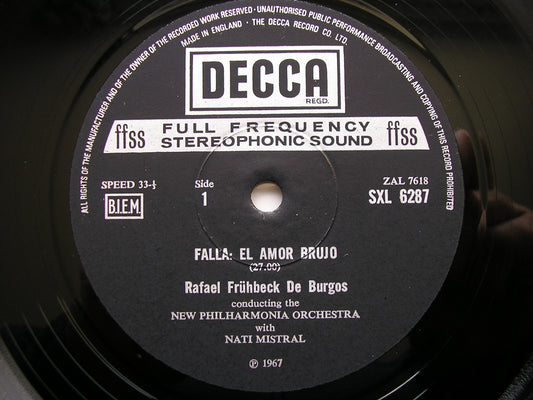 ALL RIGHTS OF THE MANUFACTURER AND OF THE OWNER OF THE RECORDED WORK RESERVED · UNAUTHORISED PUBLIC PERFORMANCE BROADCASTING AND COPYING OF THIS RECORD PROHIBITED
MADE IN ENGLAND · THE DECCA RECORD CO. LTD.
DECCA
REGD.
ffss FULL FREQUENCY STEREOPHONIC SOUND ffss
SPEED 33-⅓ Side ZAL 7618
B.I.E.M. 1 SXL 6287
FALLA: EL AMOR BRUJO
(27.00)
Rafael Frühbeck De Burgos
conducting the
NEW PHILHARMONIA ORCHESTRA
with
NATI MISTRAL
℗ 1967